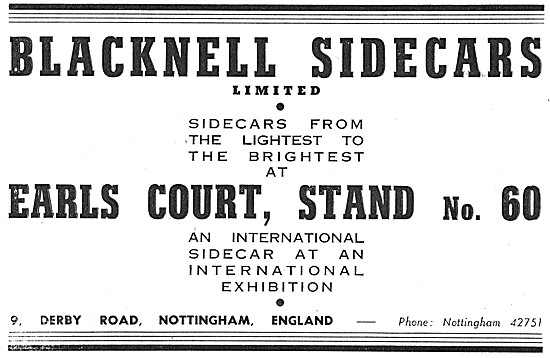 BLACKNELL SIDECARS
LIMITED
SIDECARS FROM
THE LIGHTEST TO
THE BRIGHTEST
AT
EARLS COURT, STAND No. 60
AN INTERNATIONAL
SIDECAR AT AN
INTERNATIONAL
EXHIBITION
9, DERBY ROAD, NOTTINGHAM, ENGLAND — Phone: Nottingham 42751